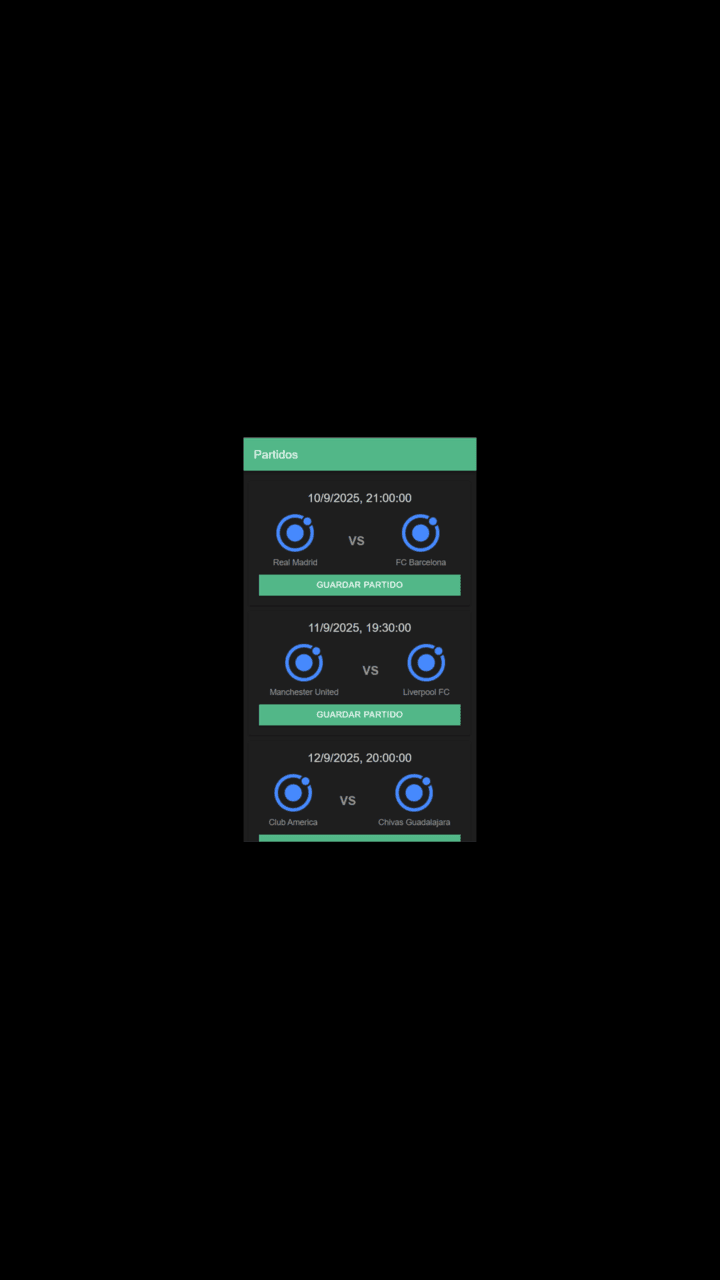 Partidos
10/9/2025, 21:00:00
VS
Real Madrid FC Barcelona
GUARDAR PARTIDO
11/9/2025, 19:30:00
VS
Manchester United Liverpool FC
GUARDAR PARTIDO
12/9/2025, 20:00:00
VS
Club America Chivas Guadalajara